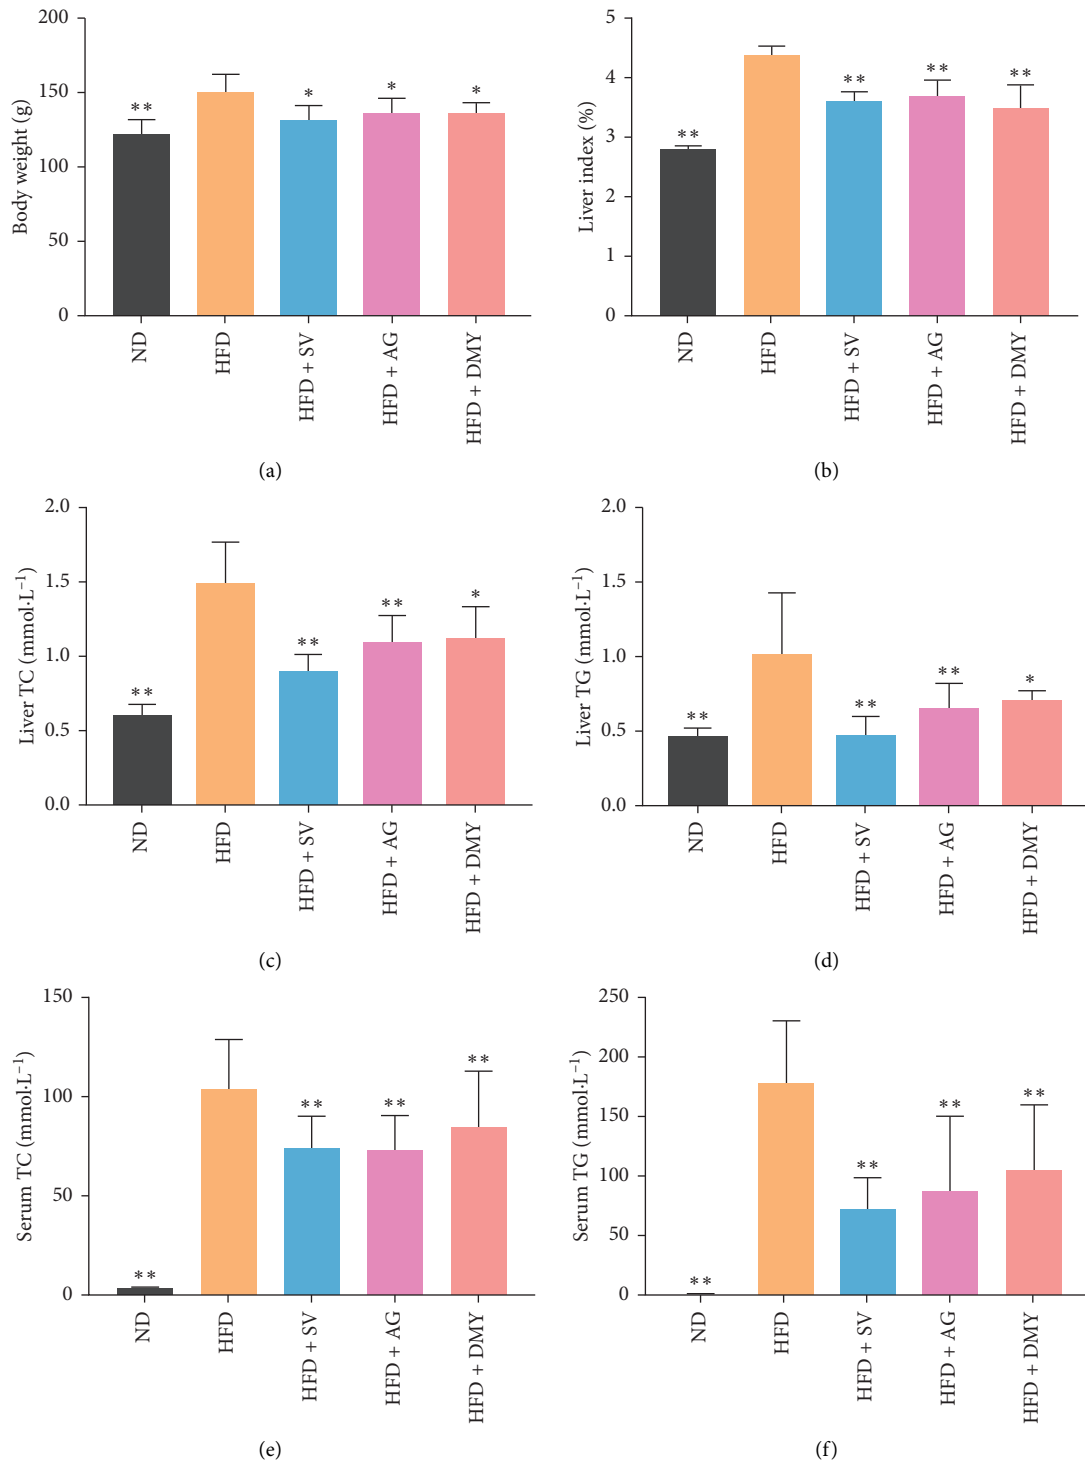 200
150
100
50
0
Body weight (g)
**
*
*
*
ND
HFD
HFD + SV
HFD + AG
HFD + DMY
(a)
5
4
3
2
1
0
Liver index (%)
**
**
**
**
ND
HFD
HFD + SV
HFD + AG
HFD + DMY
(b)
2.0
1.5
1.0
0.5
0.0
Liver TC (mmol·L⁻¹)
**
**
**
*
ND
HFD
HFD + SV
HFD + AG
HFD + DMY
(c)
2.0
1.5
1.0
0.5
0.0
Liver TG (mmol·L⁻¹)
**
**
**
*
ND
HFD
HFD + SV
HFD + AG
HFD + DMY
(d)
150
100
50
0
Serum TC (mmol·L⁻¹)
**
**
**
**
ND
HFD
HFD + SV
HFD + AG
HFD + DMY
(e)
250
200
150
100
50
0
Serum TG (mmol·L⁻¹)
**
**
**
**
ND
HFD
HFD + SV
HFD + AG
HFD + DMY
(f)